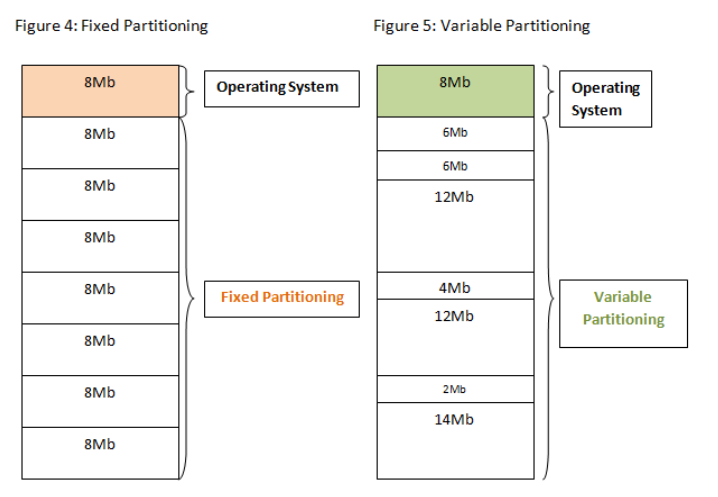 Figure 4: Fixed Partitioning
8Mb
Operating System
8Mb
8Mb
8Mb
8Mb
Fixed Partitioning
8Mb
8Mb
8Mb
Figure 5: Variable Partitioning
8Mb
Operating
System
6Mb
6Mb
12Mb
4Mb
12Mb
Variable
Partitioning
2Mb
14Mb